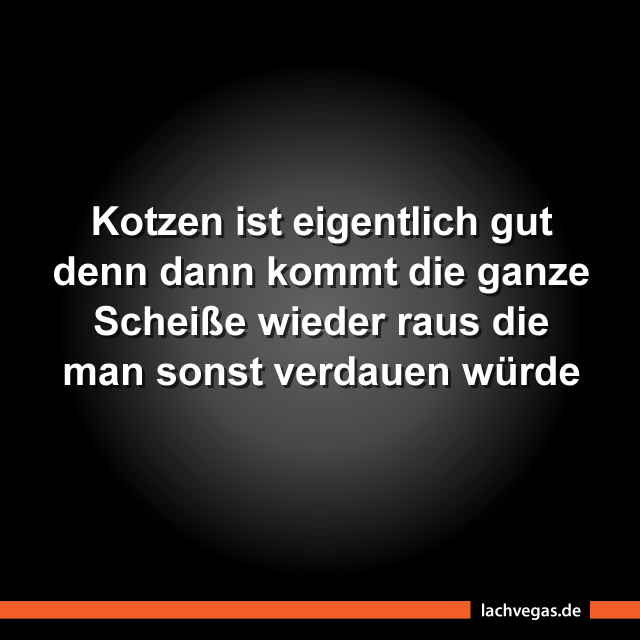 Kotzen ist eigentlich gut
denn dann kommt die ganze
Scheiße wieder raus die
man sonst verdauen würde
lachvegas.de